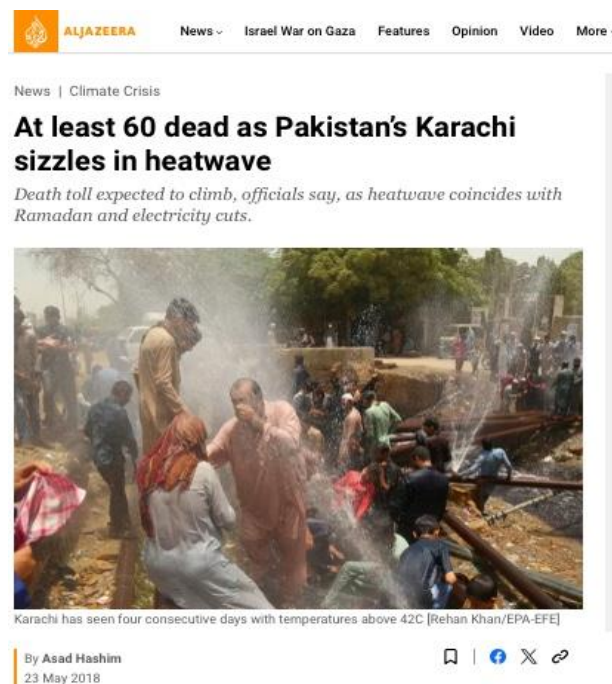 ALJAZEERA News Israel War on Gaza Features Opinion Video More
News | Climate Crisis
At least 60 dead as Pakistan's Karachi
sizzles in heatwave
Death toll expected to climb, officials say, as heatwave coincides with
Ramadan and electricity cuts.
Karachi has seen four consecutive days with temperatures above 42C [Rehan Khan/EPA-EFE]
By Asad Hashim
23 May 2018